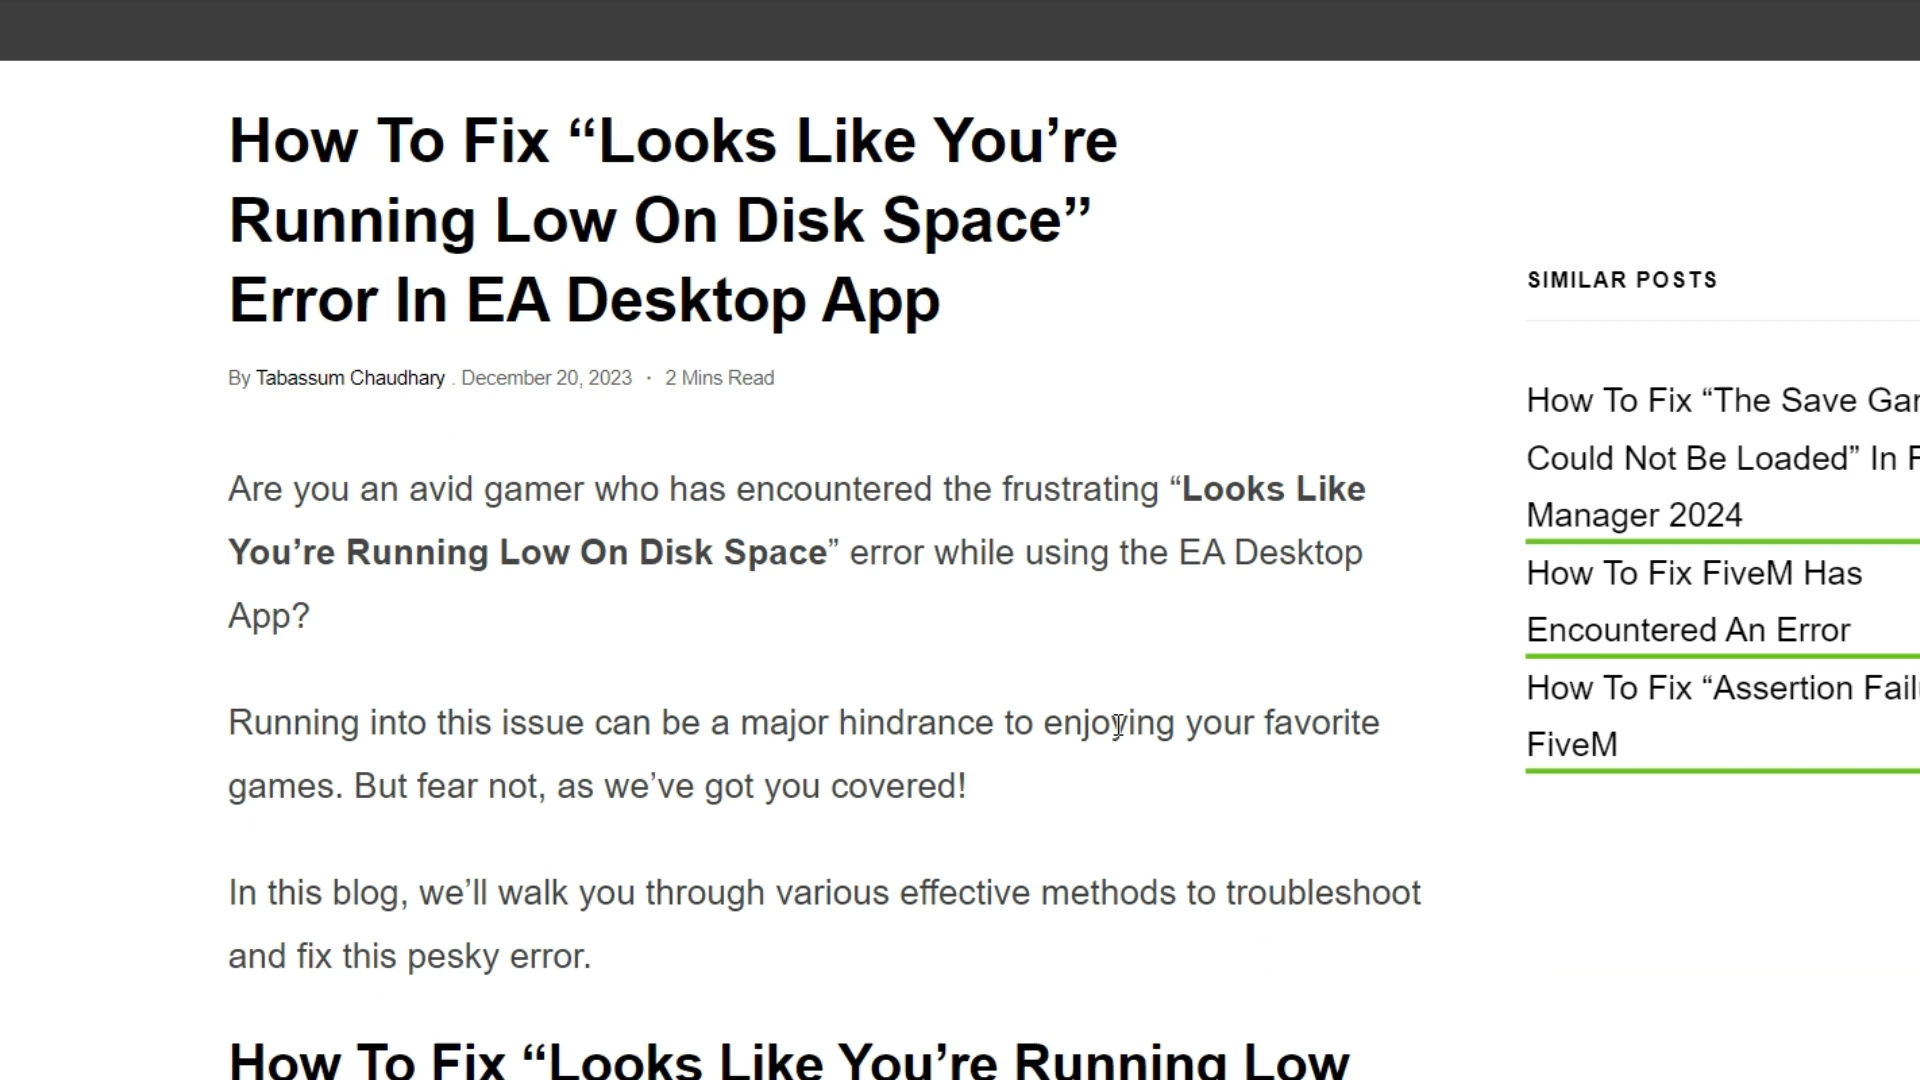 How To Fix “Looks Like You’re
Running Low On Disk Space”
Error In EA Desktop App
By Tabassum Chaudhary . December 20, 2023 · 2 Mins Read
Are you an avid gamer who has encountered the frustrating “Looks Like
You’re Running Low On Disk Space” error while using the EA Desktop
App?
Running into this issue can be a major hindrance to enjoying your favorite
games. But fear not, as we’ve got you covered!
In this blog, we’ll walk you through various effective methods to troubleshoot
and fix this pesky error.
How To Fix “Looks Like You’re Running Low
SIMILAR POSTS
How To Fix “The Save
Could Not Be Loaded” In
Manager 2024
How To Fix FiveM Has
Encountered An Error
How To Fix “Assertion
FiveM